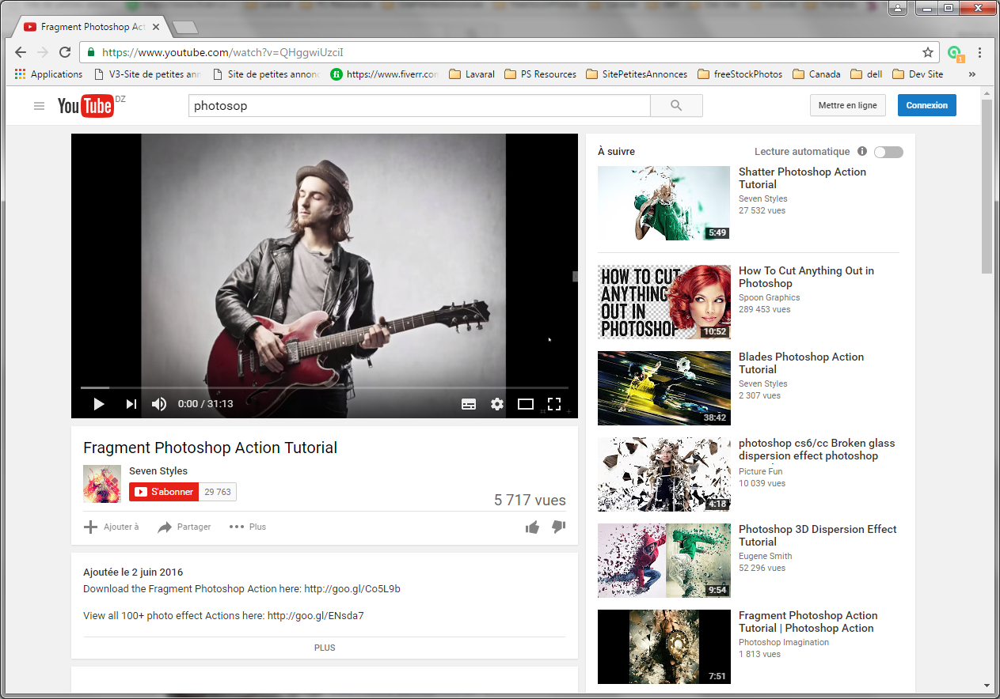 Fragment Photoshop Act
https://www.youtube.com/watch?v=QHggwiUzciI
1
Applications
V3-Site de petites ann
Site de petites annonc
https://www.fiverr.con
Lavaral
PS Resources
SitePetitesAnnonces
freeStockPhotos
Canada
dell
Dev Site
»
YouTube DZ
photosop
Mettre en ligne
Connexion
0:00 / 31:13
Fragment Photoshop Action Tutorial
Seven Styles
S'abonner
29 763
5 717 vues
Ajouter à
Partager
Plus
Ajoutée le 2 juin 2016
Download the Fragment Photoshop Action here: http://goo.gl/Co5L9b
View all 100+ photo effect Actions here: http://goo.gl/ENsda7
PLUS
À suivre
Lecture automatique
Shatter Photoshop Action
Tutorial
Seven Styles
27 532 vues
5:49
HOW TO CUT
ANYTHING
OUT IN
PHOTOSHOP
10:52
How To Cut Anything Out in
Photoshop
Spoon Graphics
289 453 vues
Blades Photoshop Action
Tutorial
Seven Styles
2 307 vues
38:42
photoshop cs6/cc Broken glass
dispersion effect photoshop
Picture Fun
10 039 vues
4:18
Photoshop 3D Dispersion Effect
Tutorial
Eugene Smith
52 296 vues
9:54
Fragment Photoshop Action
Tutorial | Photoshop Action
Photoshop Imagination
1 813 vues
7:51